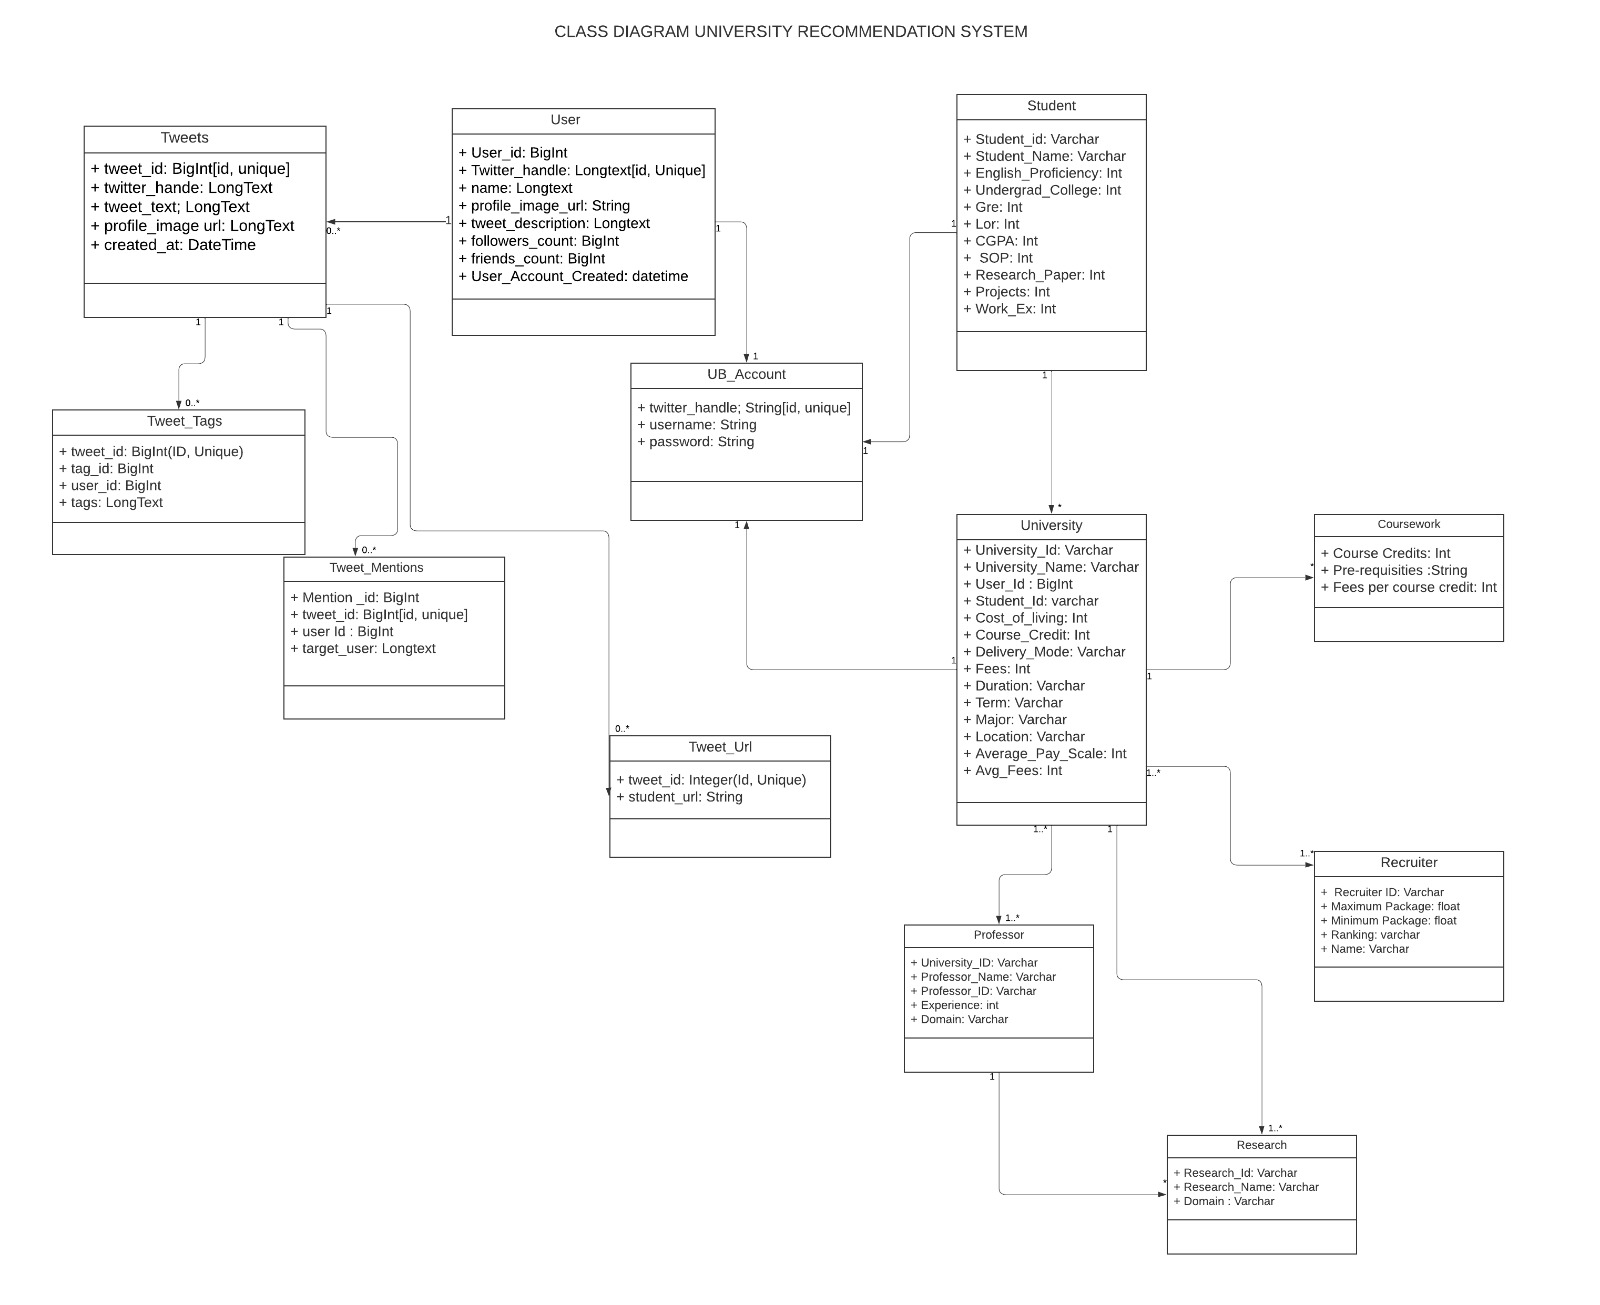 CLASS DIAGRAM UNIVERSITY RECOMMENDATION SYSTEM
Tweets
+ tweet_id: BigInt[id, unique]
+ twitter_hande: LongText
+ tweet_text; LongText
+ profile_image url: LongText
+ created_at: DateTime
0..*
1
1
1
1
User
+ User_id: BigInt
+ Twitter_handle: Longtext[id, Unique]
+ name: Longtext
+ profile_image_url: String
+ tweet_description: Longtext
+ followers_count: BigInt
+ friends_count: BigInt
+ User_Account_Created: datetime
1
1
Student
+ Student_id: Varchar
+ Student_Name: Varchar
+ English_Proficiency: Int
+ Undergrad_College: Int
+ Gre: Int
+ Lor: Int
+ CGPA: Int
+  SOP: Int
+ Research_Paper: Int
+ Projects: Int
+ Work_Ex: Int
1
UB_Account
+ twitter_handle; String[id, unique]
+ username: String
+ password: String
1
1
0..*
Tweet_Tags
+ tweet_id: BigInt(ID, Unique)
+ tag_id: BigInt
+ user_id: BigInt
+ tags: LongText
0..*
Tweet_Mentions
+ Mention _id: BigInt
+ tweet_id: BigInt[id, unique]
+ user Id : BigInt
+ target_user: Longtext
0..*
Tweet_Url
+ tweet_id: Integer(Id, Unique)
+ student_url: String
*
University
+ University_Id: Varchar
+ University_Name: Varchar
+ User_Id : BigInt
+ Student_Id: varchar
+ Cost_of_living: Int
+ Course_Credit: Int
+ Delivery_Mode: Varchar
+ Fees: Int
+ Duration: Varchar
+ Term: Varchar
+ Major: Varchar
+ Location: Varchar
+ Average_Pay_Scale: Int
+ Avg_Fees: Int
1
1
1..*
1..*
1
*
Coursework
+ Course Credits: Int
+ Pre-requisities :String
+ Fees per course credit: Int
1..*
Recruiter
+  Recruiter ID: Varchar
+ Maximum Package: float
+ Minimum Package: float
+ Ranking: varchar
+ Name: Varchar
1..*
Professor
+ University_ID: Varchar
+ Professor_Name: Varchar
+ Professor_ID: Varchar
+ Experience: int
+ Domain: Varchar
1
1..*
*
Research
+ Research_Id: Varchar
+ Research_Name: Varchar
+ Domain : Varchar